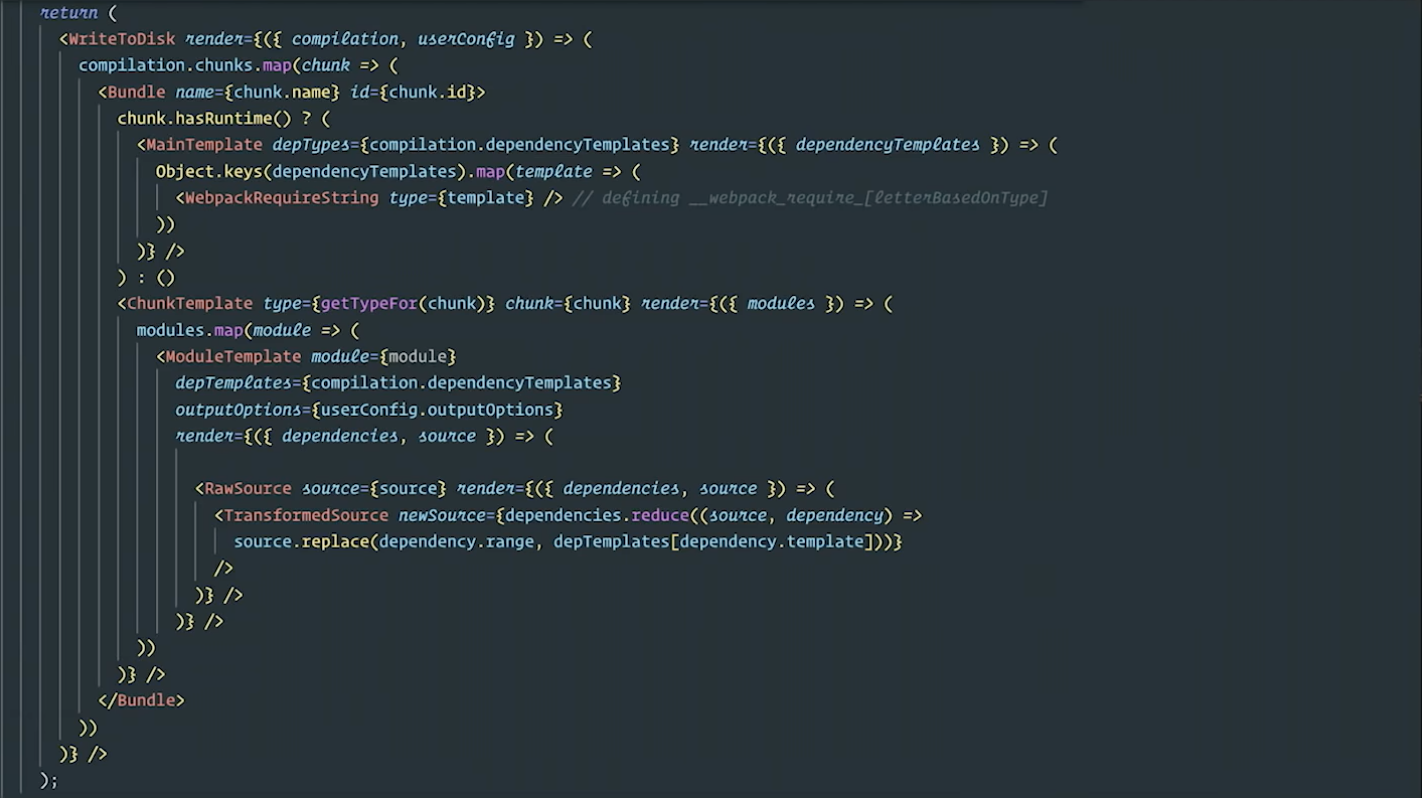 return (
<WriteToDisk render={({ compilation, userConfig }) => (
compilation.chunks.map(chunk => (
<Bundle name={chunk.name} id={chunk.id}>
chunk.hasRuntime() ? (
<MainTemplate depTypes={compilation.dependencyTemplates} render={({ dependencyTemplates }) => (
Object.keys(dependencyTemplates).map(template => (
<WebpackRequireString type={template} /> // defining __webpack_require_[letterBasedOnType]
))
)} />
) : ()
<ChunkTemplate type={getTypeFor(chunk)} chunk={chunk} render={({ modules }) => (
modules.map(module => (
<ModuleTemplate module={module}
depTemplates={compilation.dependencyTemplates}
outputOptions={userConfig.outputOptions}
render={({ dependencies, source }) => (
<RawSource source={source} render={({ dependencies, source }) => (
<TransformedSource newSource={dependencies.reduce((source, dependency) =>
source.replace(dependency.range, depTemplates[dependency.template]))}
/>
)} />
)} />
))
)} />
</Bundle>
))
)} />
);